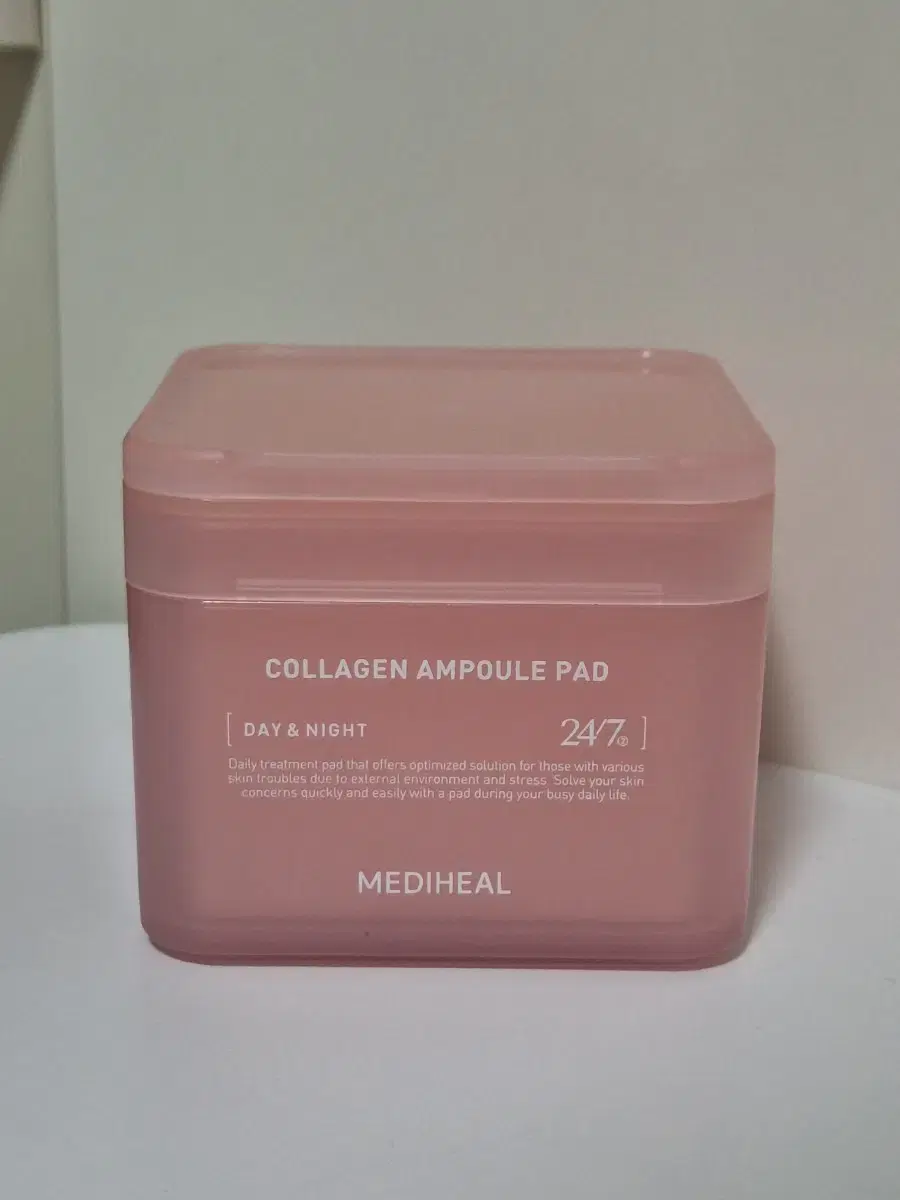 COLLAGEN AMPOULE PAD
[ DAY & NIGHT 24/7 ]
Daily treatment pad that offers optimized solution for those with various
skin troubles due to external environment and stress. Solve your skin
concerns quickly and easily with a pad during your busy daily life.
MEDIHEAL